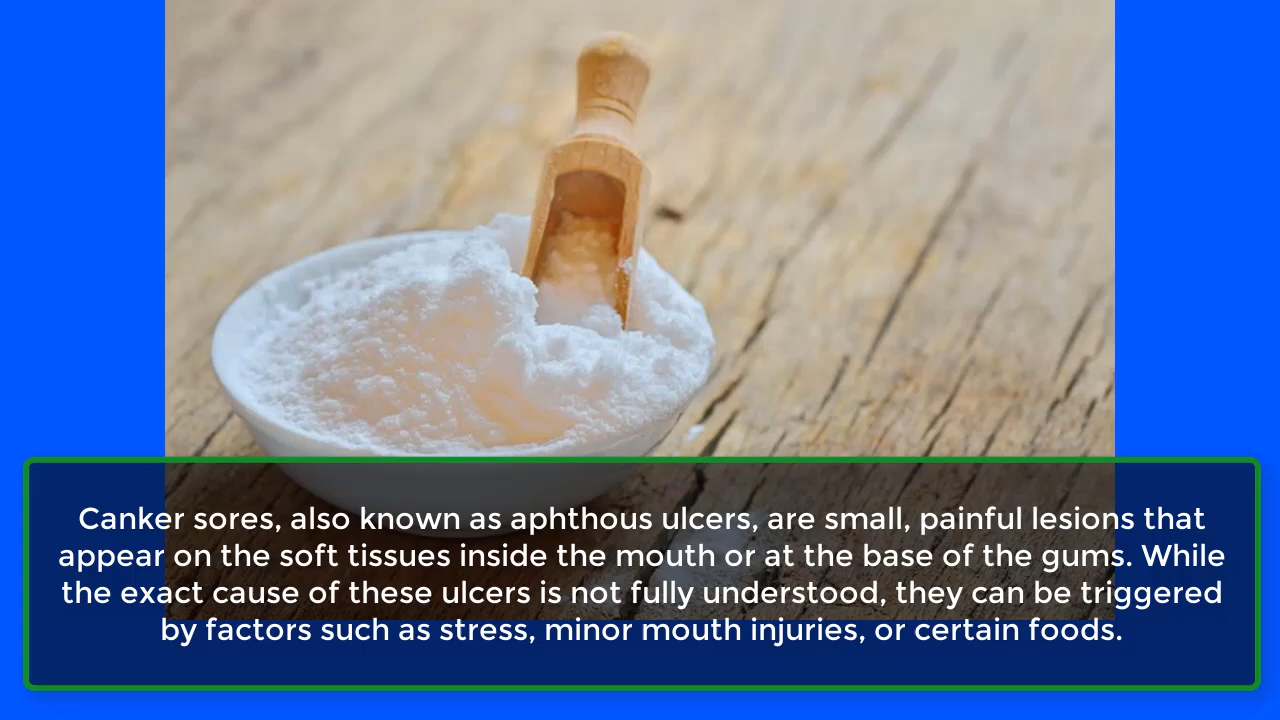 Canker sores, also known as aphthous ulcers, are small, painful lesions that
appear on the soft tissues inside the mouth or at the base of the gums. While
the exact cause of these ulcers is not fully understood, they can be triggered
by factors such as stress, minor mouth injuries, or certain foods.